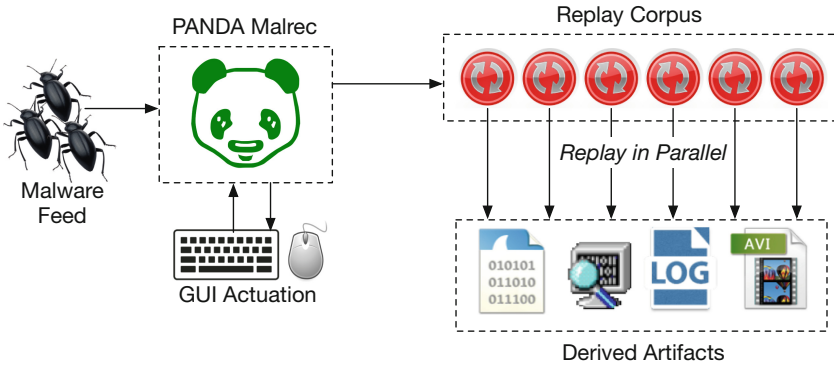 PANDA Malrec
Replay Corpus
Malware
Feed
Replay in Parallel
GUI Actuation
010101
011010
011100
LOG
AVI
Derived Artifacts